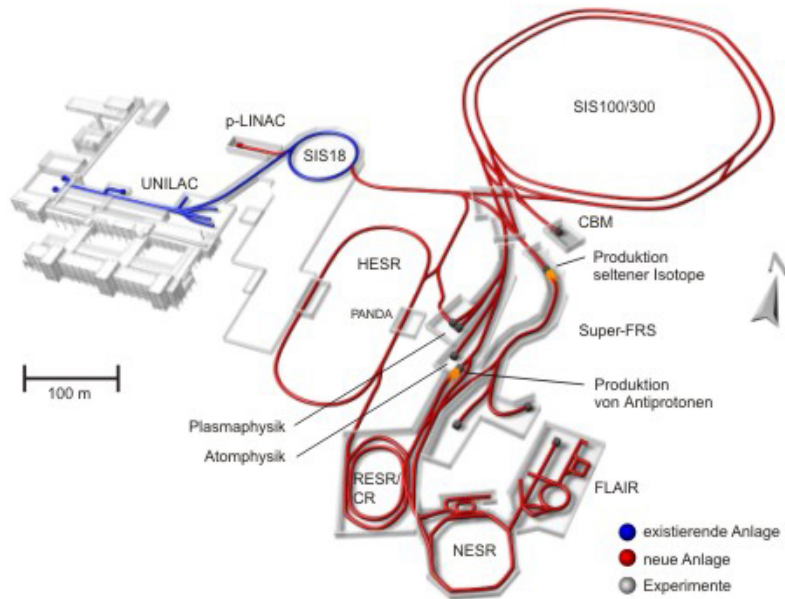 SIS100/300
p-LINAC
SIS18
UNILAC
CBM
HESR
Produktion
seltener Isotope
PANDA
Super-FRS
100 m
Produktion
von Antiprotonen
Plasmaphysik
Atomphysik
RESR/
CR
FLAIR
NESR
existierende Anlage
neue Anlage
Experimente